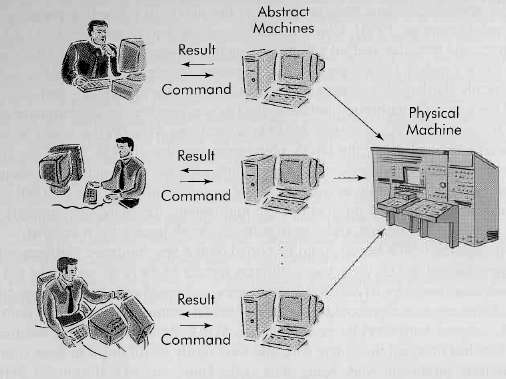 Abstract
Machines
Result
Command
Physical
Machine
Result
Command
Result
Command